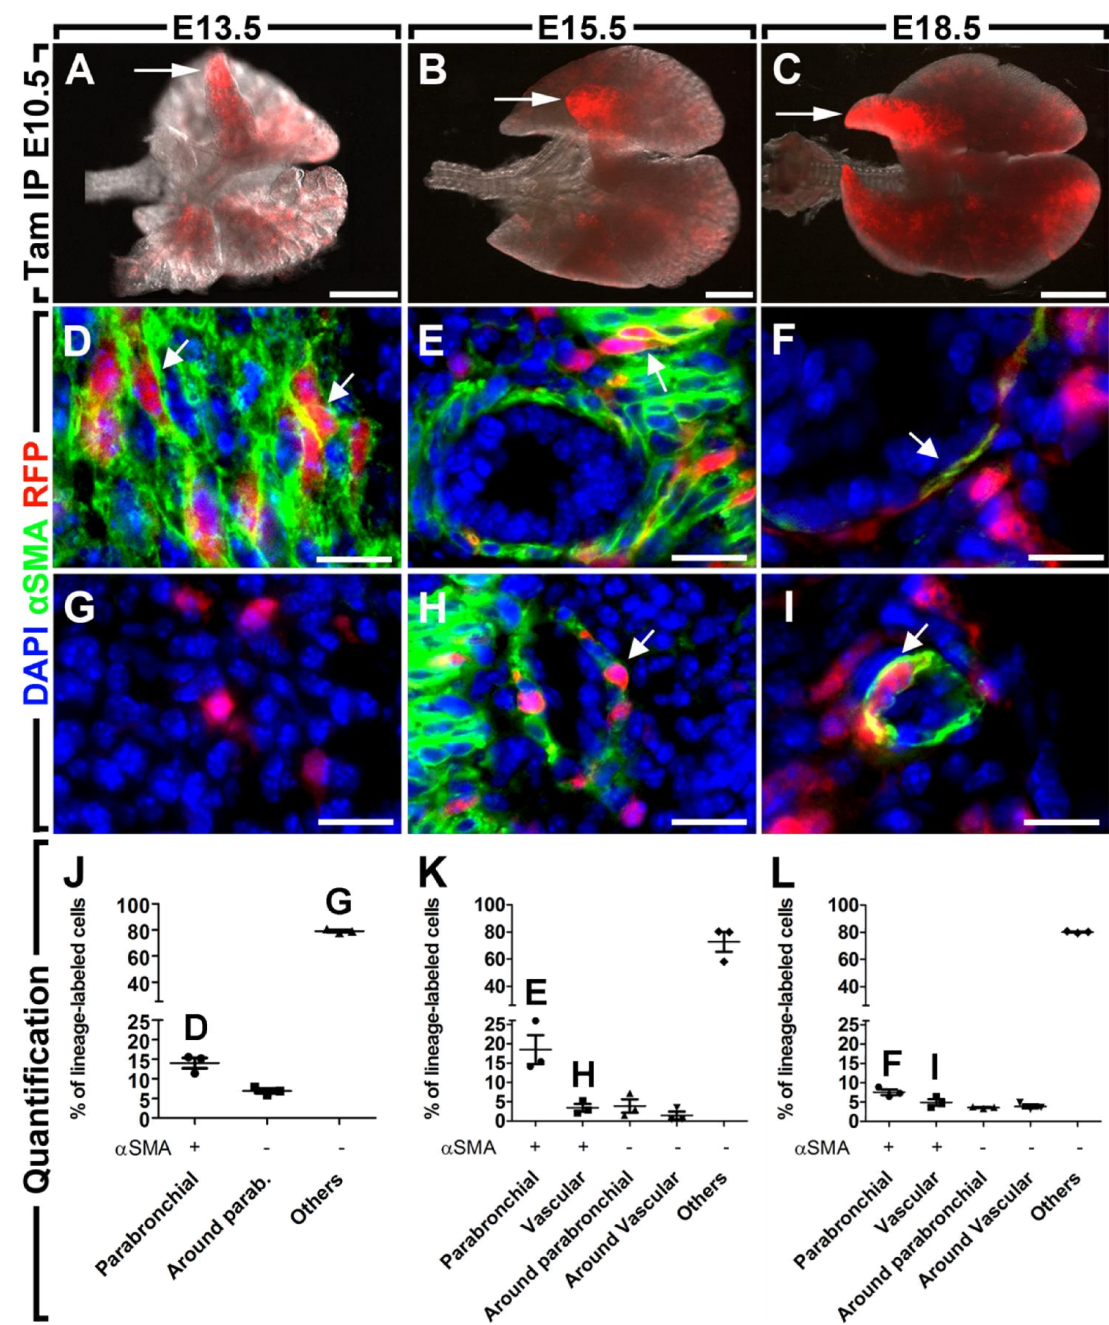 E13.5 E15.5 E18.5
Tam IP E10.5
A B C
DAPI αSMA RFP
D E F
G H I
Quantification
J K L
% of lineage-labeled cells
100
80
60
40
25
20
15
10
5
0
D
G
αSMA + - -
Parabronchial
Around parab.
Others
% of lineage-labeled cells
100
80
60
40
25
20
15
10
5
0
E
H
αSMA + + - - -
Parabronchial
Vascular
Around parabronchial
Around Vascular
Others
% of lineage-labeled cells
100
80
60
40
25
20
15
10
5
0
F
I
αSMA + + - - -
Parabronchial
Vascular
Around parabronchial
Around Vascular
Others